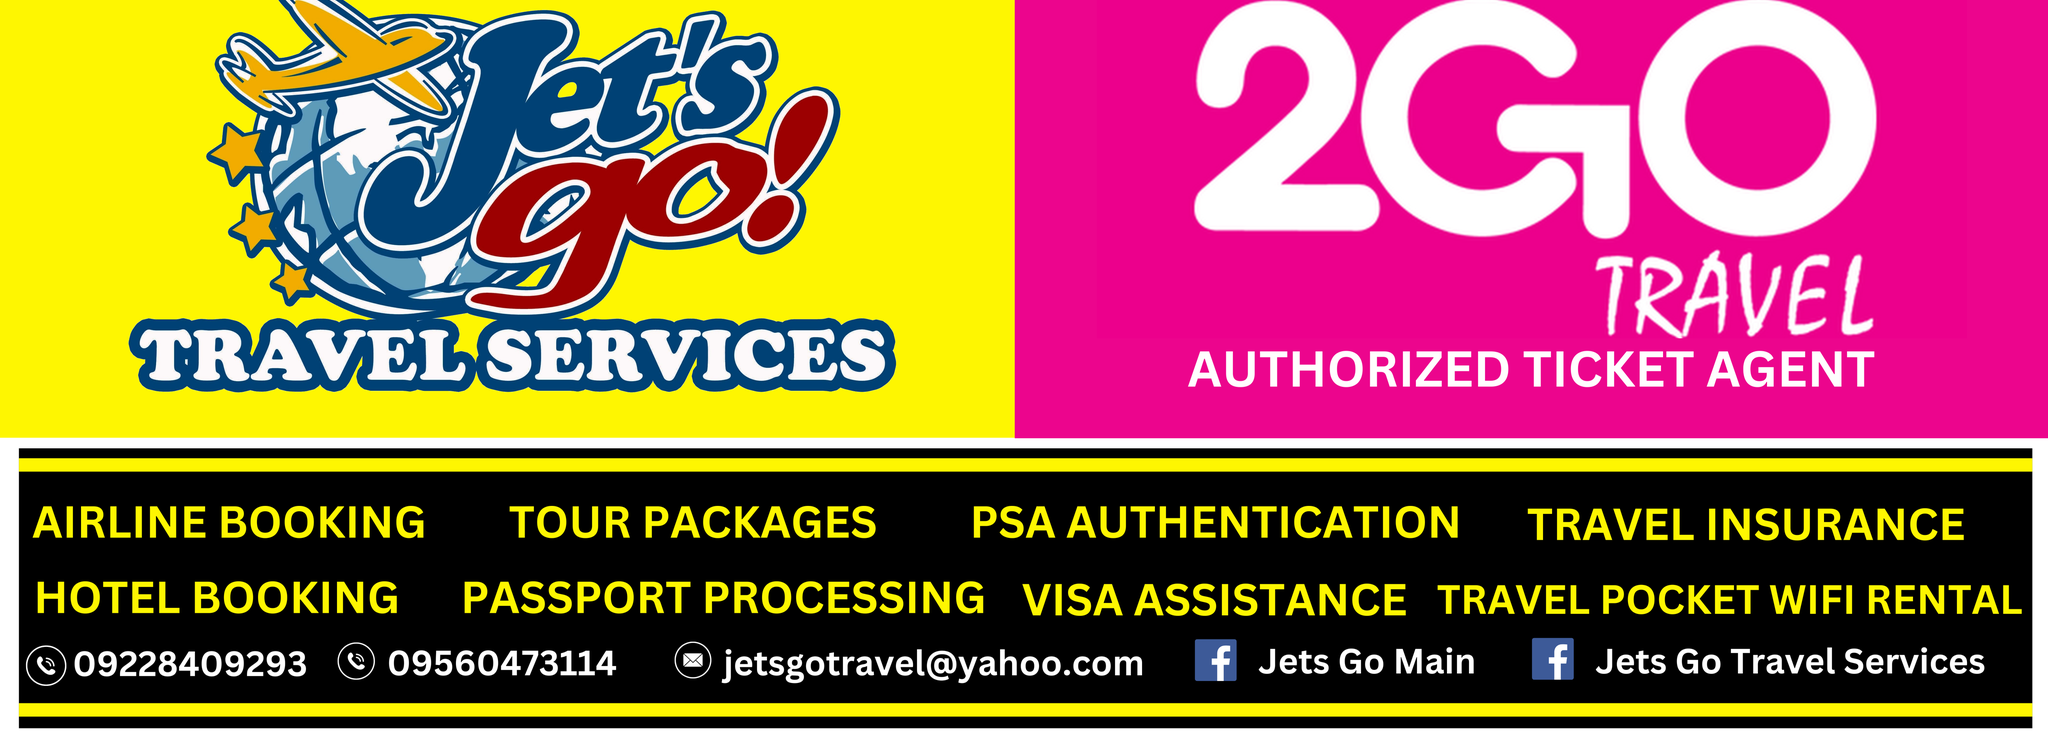 Jet's
go!
TRAVEL SERVICES
2GO
TRAVEL
AUTHORIZED TICKET AGENT
AIRLINE BOOKING TOUR PACKAGES PSA AUTHENTICATION TRAVEL INSURANCE
HOTEL BOOKING PASSPORT PROCESSING VISA ASSISTANCE TRAVEL POCKET WIFI RENTAL
09228409293 09560473114 jetsgotravel@yahoo.com Jets Go Main Jets Go Travel Services